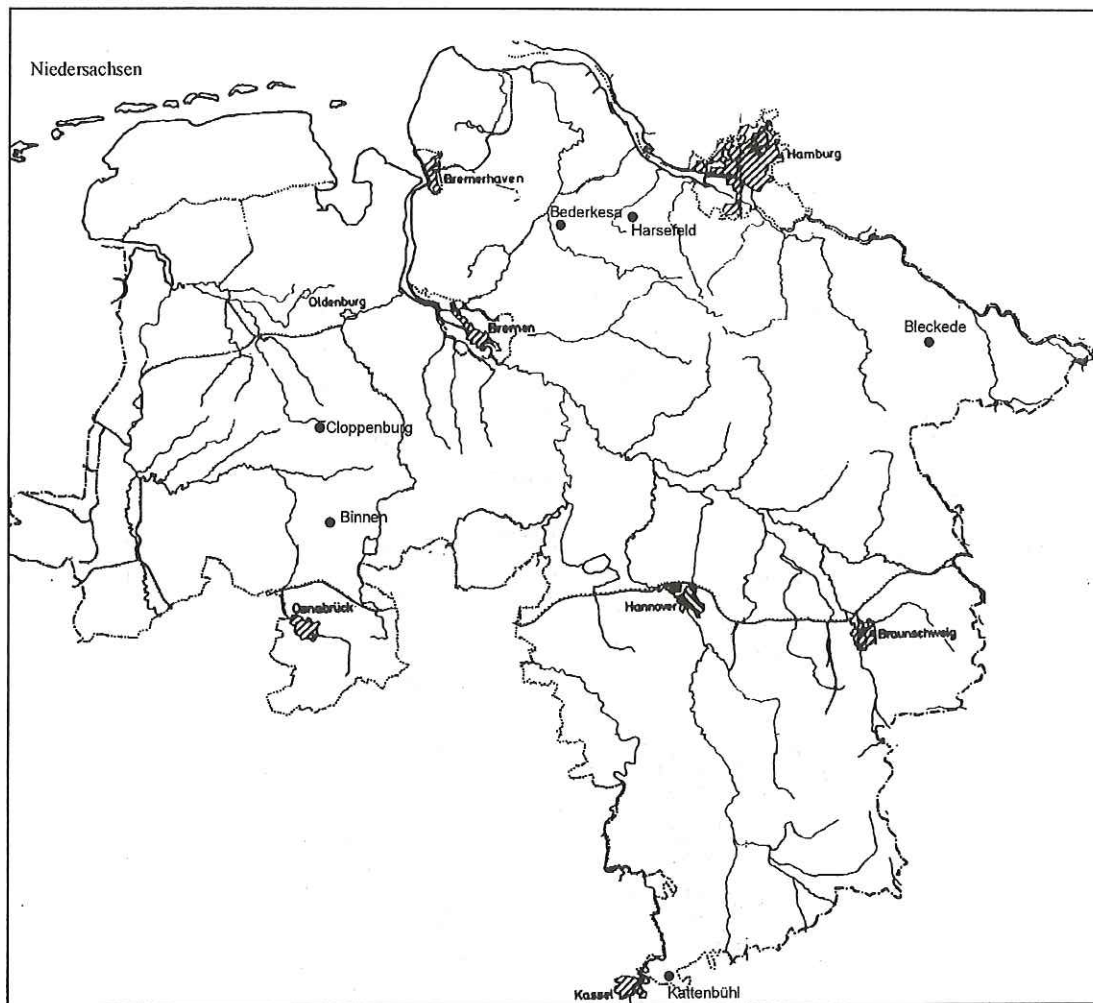 Niedersachsen
Hamburg
Bremerhaven
Bederkesa
Harsefeld
Oldenburg
Bremen
Bleckede
Cloppenburg
Binnen
Hannover
Osnabrück
Braunschweig
Kassel
Kattenbühl